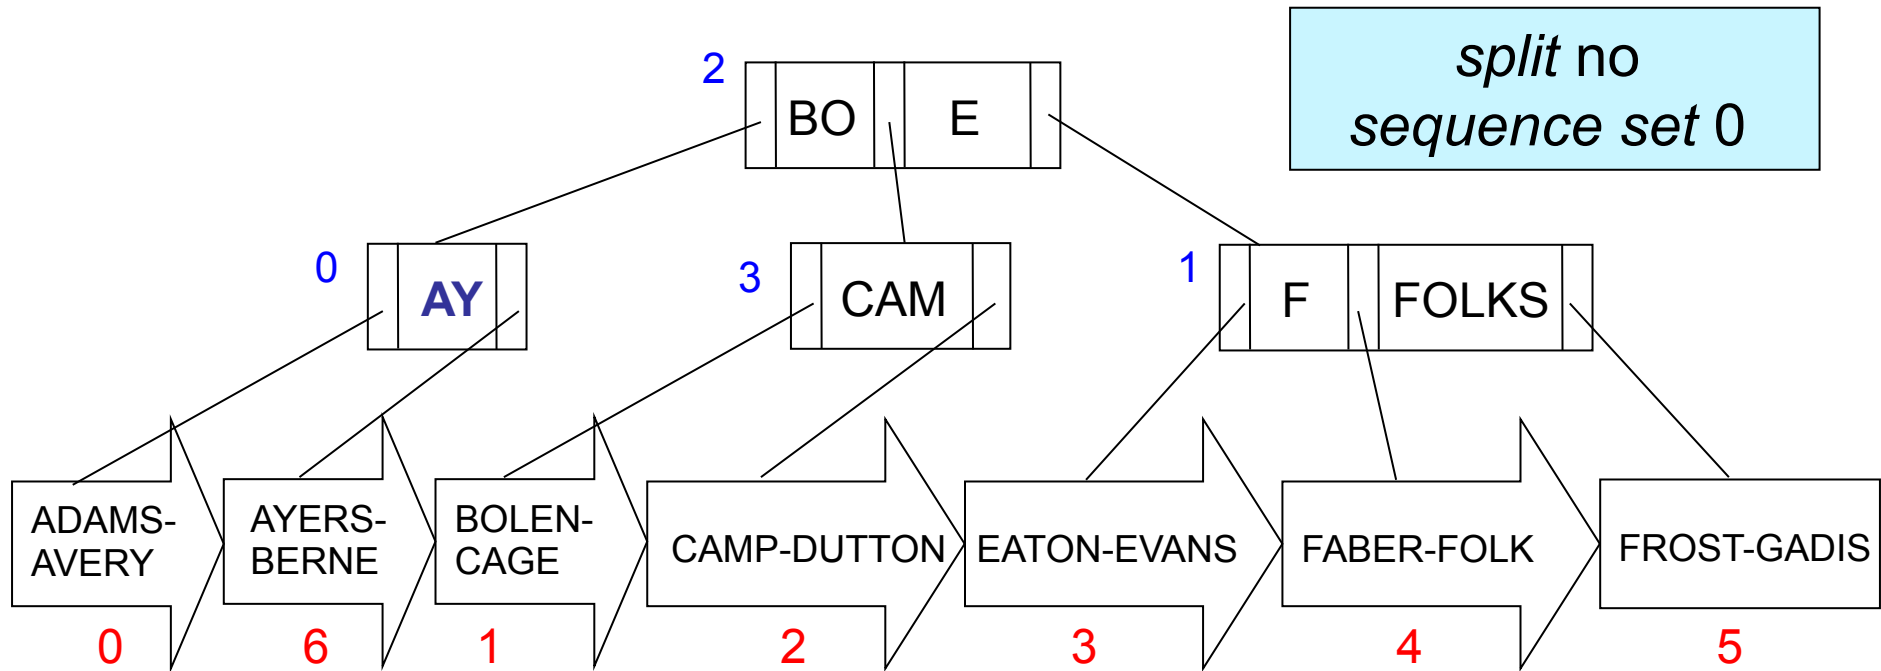 split no
sequence set 0
2
BO E
0
AY
3
CAM
1
F FOLKS
ADAMS-
AVERY
AYERS-
BERNE
BOLEN-
CAGE
CAMP-DUTTON
EATON-EVANS
FABER-FOLK
FROST-GADIS
0 6 1 2 3 4 5